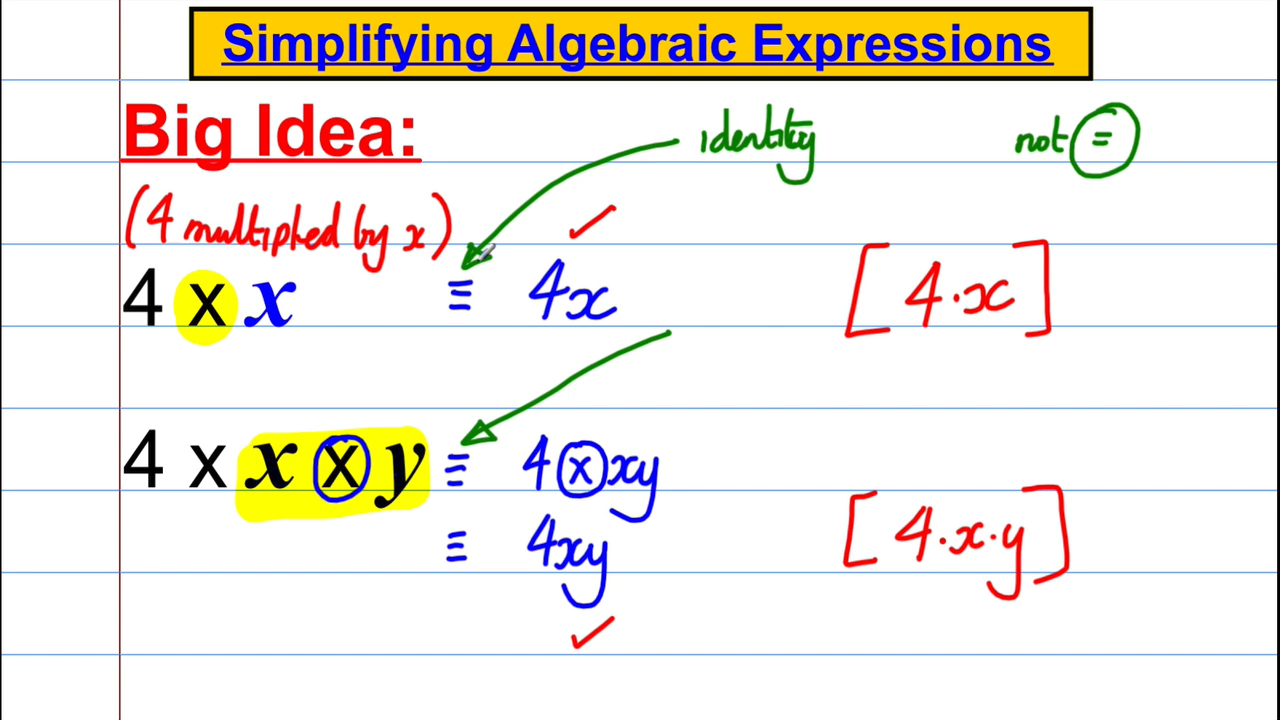 Simplifying Algebraic Expressions
Big Idea:
identity
not =
(4 multiplied by x)
4 x x ≡ 4x ✓ [4·x]
4 x x x y ≡ 4 x xy
≡ 4xy ✓ [4·x·y]